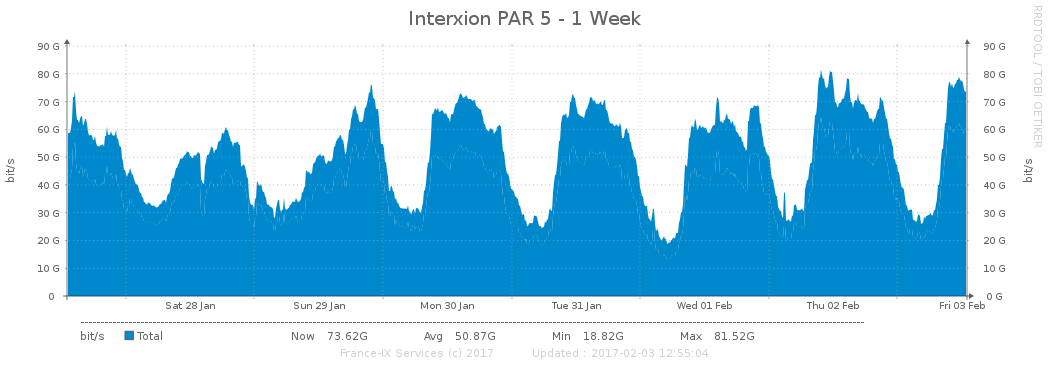 Interxion PAR 5 - 1 Week
RRDTOOL / TOBI OETIKER
90 G 90 G
80 G 80 G
70 G 70 G
60 G 60 G
50 G 50 G
40 G 40 G
30 G 30 G
20 G 20 G
10 G 10 G
0 0 G
bit/s bit/s
Sat 28 Jan Sun 29 Jan Mon 30 Jan Tue 31 Jan Wed 01 Feb Thu 02 Feb Fri 03 Feb
bit/s Total Now 73.62G Avg 50.87G Min 18.82G Max 81.52G
France-IX Services (c) 2017 Updated : 2017-02-03 12:55:04